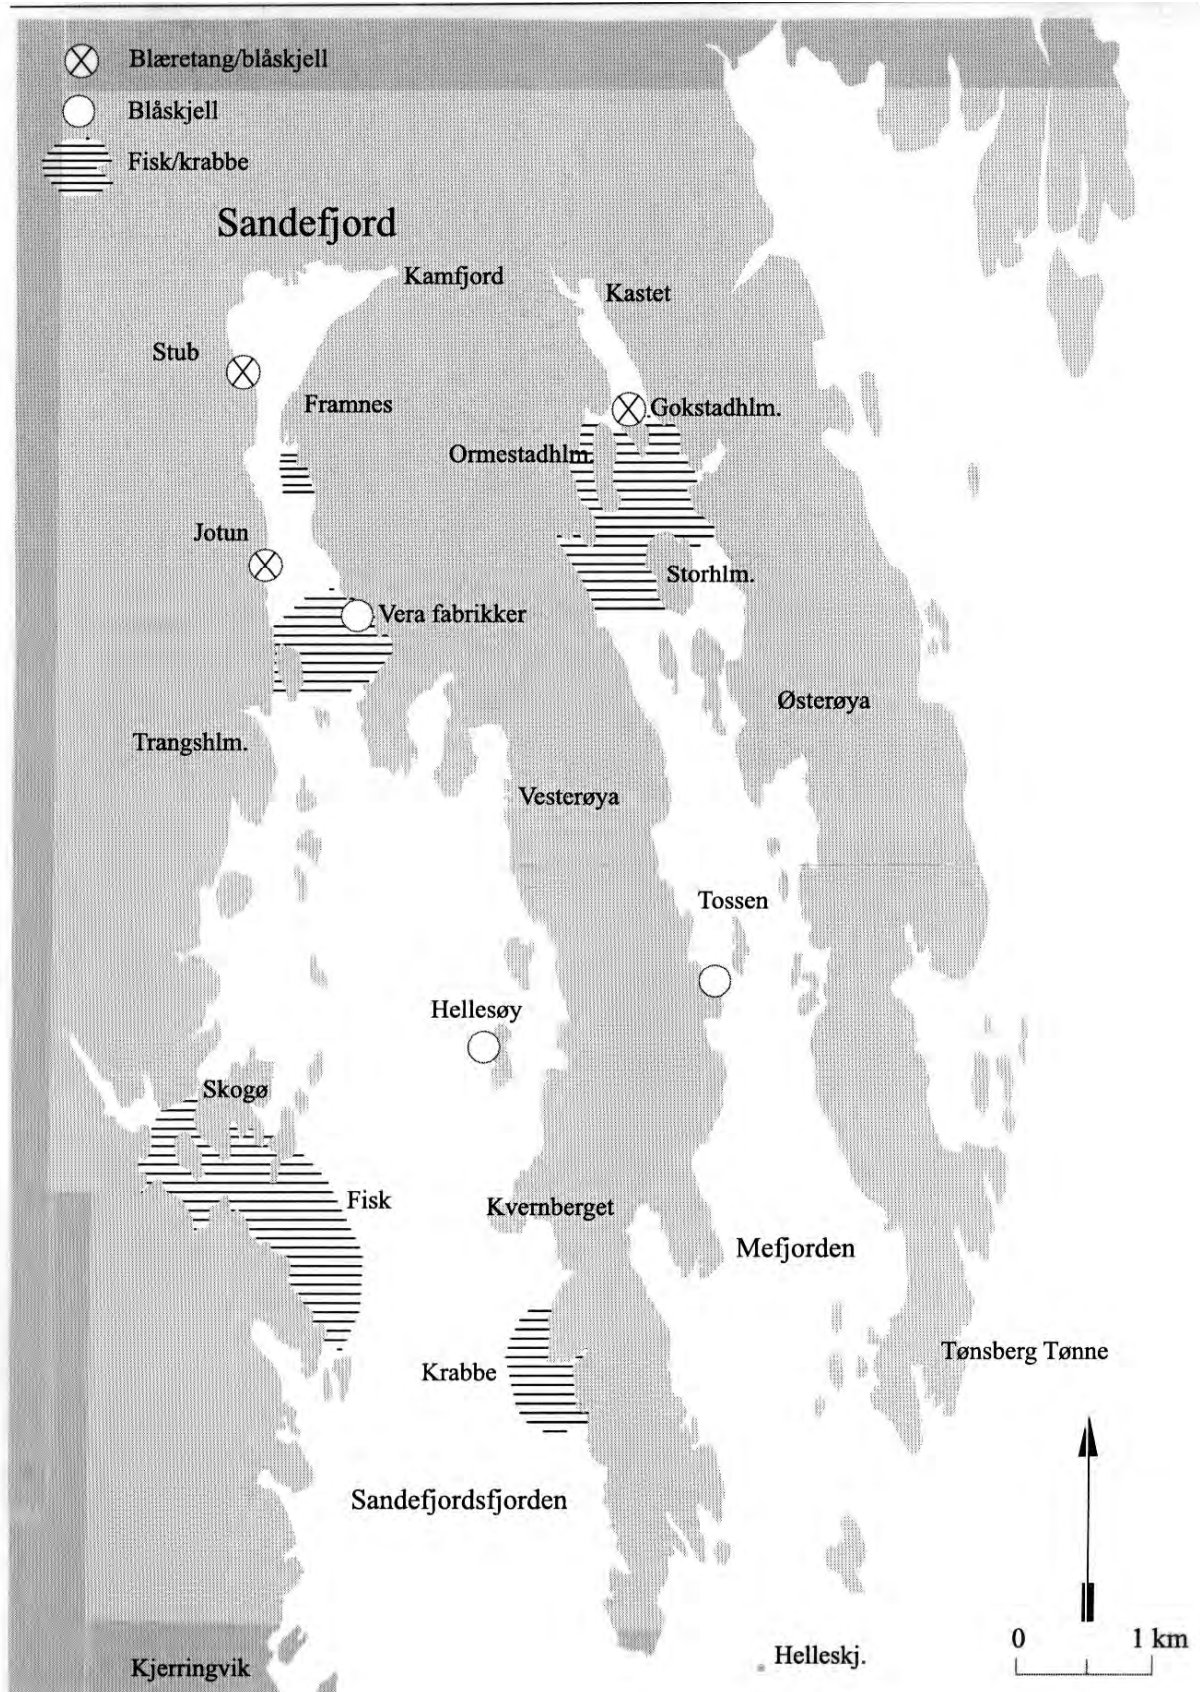 Blæretang/blåskjell
Blåskjell
Fisk/krabbe
Sandefjord
Kamfjord
Kastet
Stub
Framnes
Gokstadhlm.
Ormestadhlm.
Jotun
Storhlm.
Vera fabrikker
Østerøya
Trangshlm.
Vesterøya
Tossen
Hellesøy
Skogø
Fisk
Kvernberget
Mefjorden
Tønsberg Tønne
Krabbe
Sandefjordsfjorden
0 1 km
Helleskj.
Kjerringvik